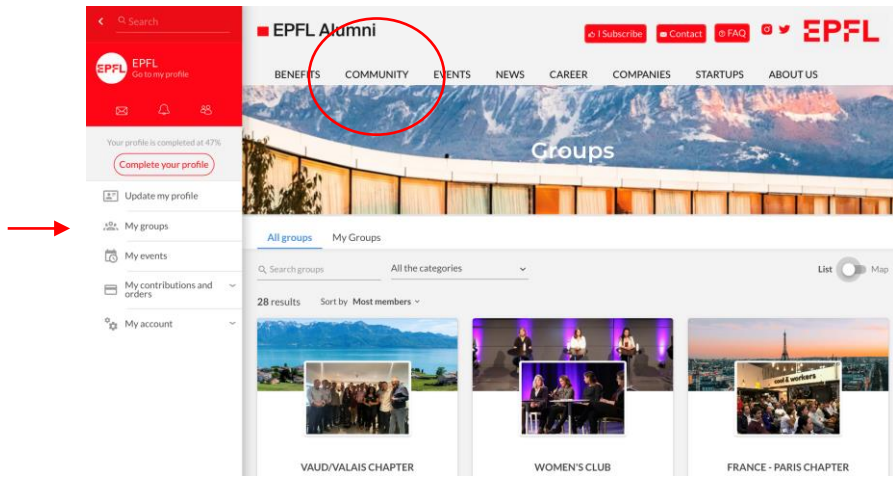 Search
EPFL
EPFL
Go to my profile
Your profile is completed at 47%
Complete your profile
Update my profile
My groups
My events
My contributions and
orders
My account
EPFL Alumni
I Subscribe
Contact
FAQ
EPFL
BENEFITS COMMUNITY EVENTS NEWS CAREER COMPANIES STARTUPS ABOUT US
Groups
All groups My Groups
Search groups All the categories List Map
28 results Sort by Most members
VAUD/VALAIS CHAPTER
WOMEN'S CLUB
food & workers
FRANCE - PARIS CHAPTER